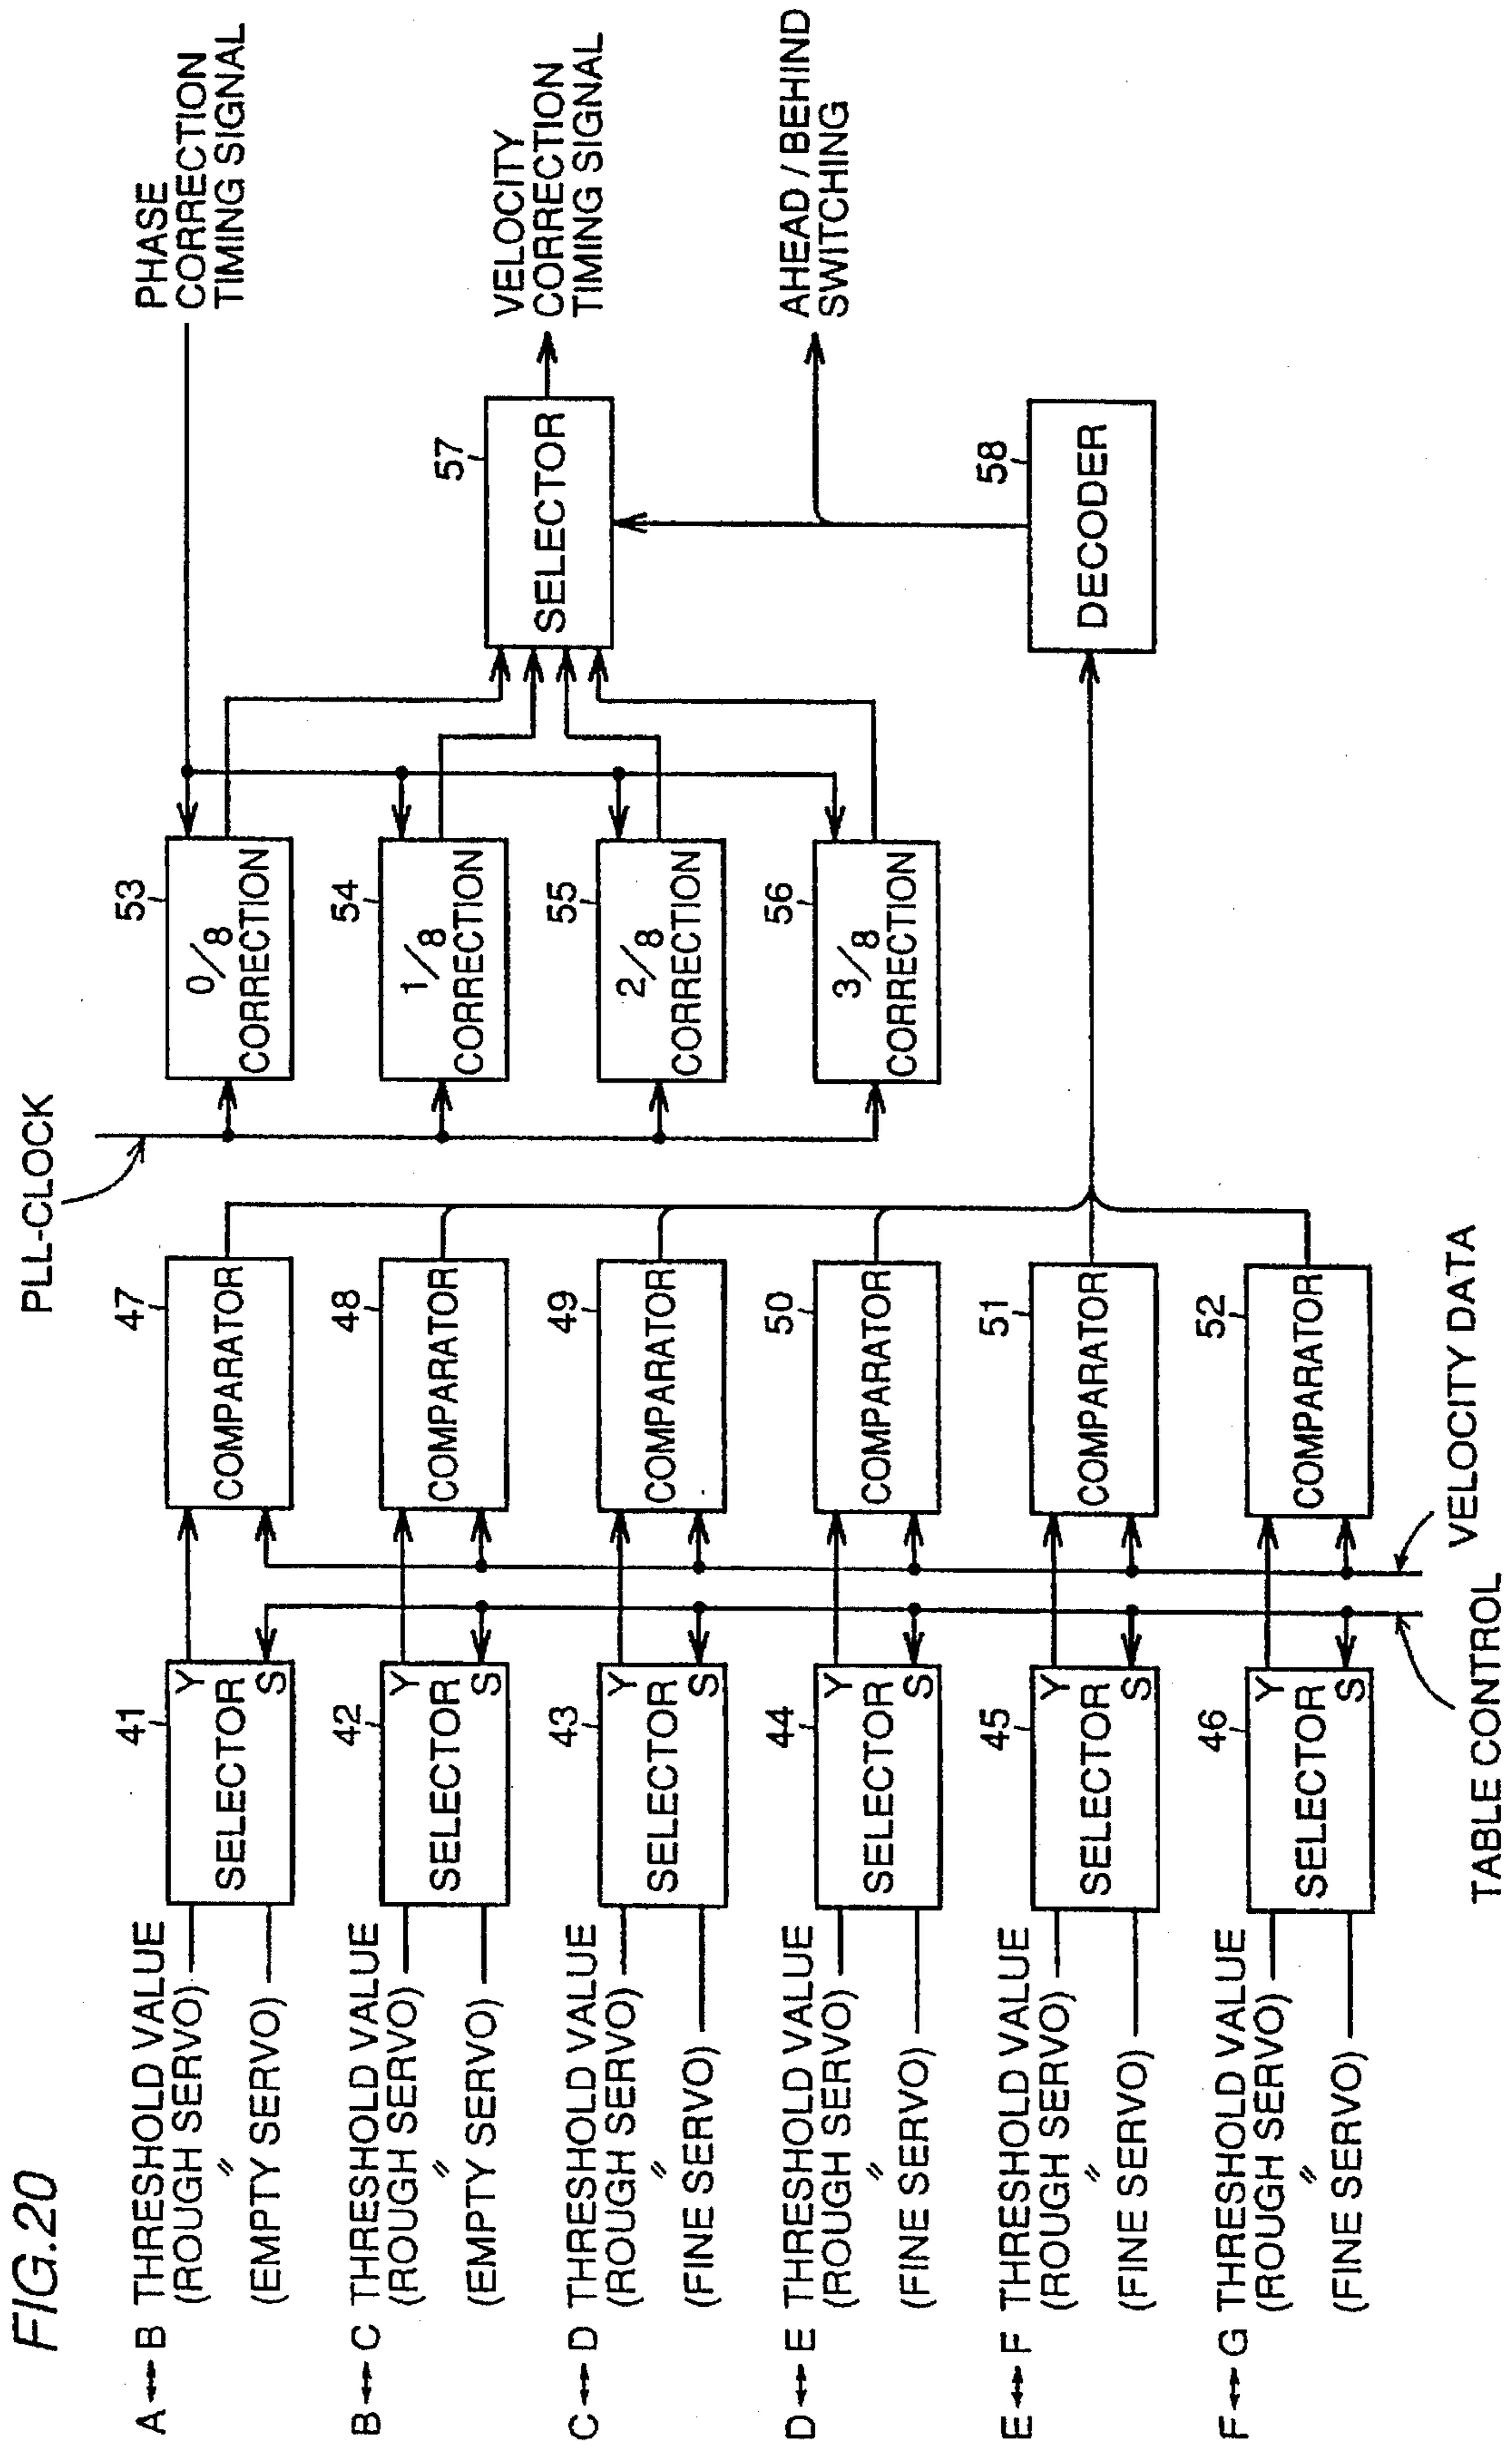 FIG.20
A ↔ B THRESHOLD VALUE
(ROUGH SERVO)
〃
(EMPTY SERVO)
B ↔ C THRESHOLD VALUE
(ROUGH SERVO)
〃
(EMPTY SERVO)
C ↔ D THRESHOLD VALUE
(ROUGH SERVO)
〃
(FINE SERVO)
D ↔ E THRESHOLD VALUE
(ROUGH SERVO)
〃
(FINE SERVO)
E ↔ F THRESHOLD VALUE
(ROUGH SERVO)
〃
(FINE SERVO)
F ↔ G THRESHOLD VALUE
(ROUGH SERVO)
〃
(FINE SERVO)
41
SELECTOR
Y
S
42
SELECTOR
Y
S
43
SELECTOR
Y
S
44
SELECTOR
Y
S
45
SELECTOR
Y
S
46
SELECTOR
Y
S
TABLE CONTROL
VELOCITY DATA
47
COMPARATOR
48
COMPARATOR
49
COMPARATOR
50
COMPARATOR
51
COMPARATOR
52
COMPARATOR
PLL-CLOCK
53
0/8
CORRECTION
54
1/8
CORRECTION
55
2/8
CORRECTION
56
3/8
CORRECTION
57
SELECTOR
58
DECODER
PHASE
CORRECTION
TIMING SIGNAL
VELOCITY
CORRECTION
TIMING SIGNAL
AHEAD / BEHIND
SWITCHING